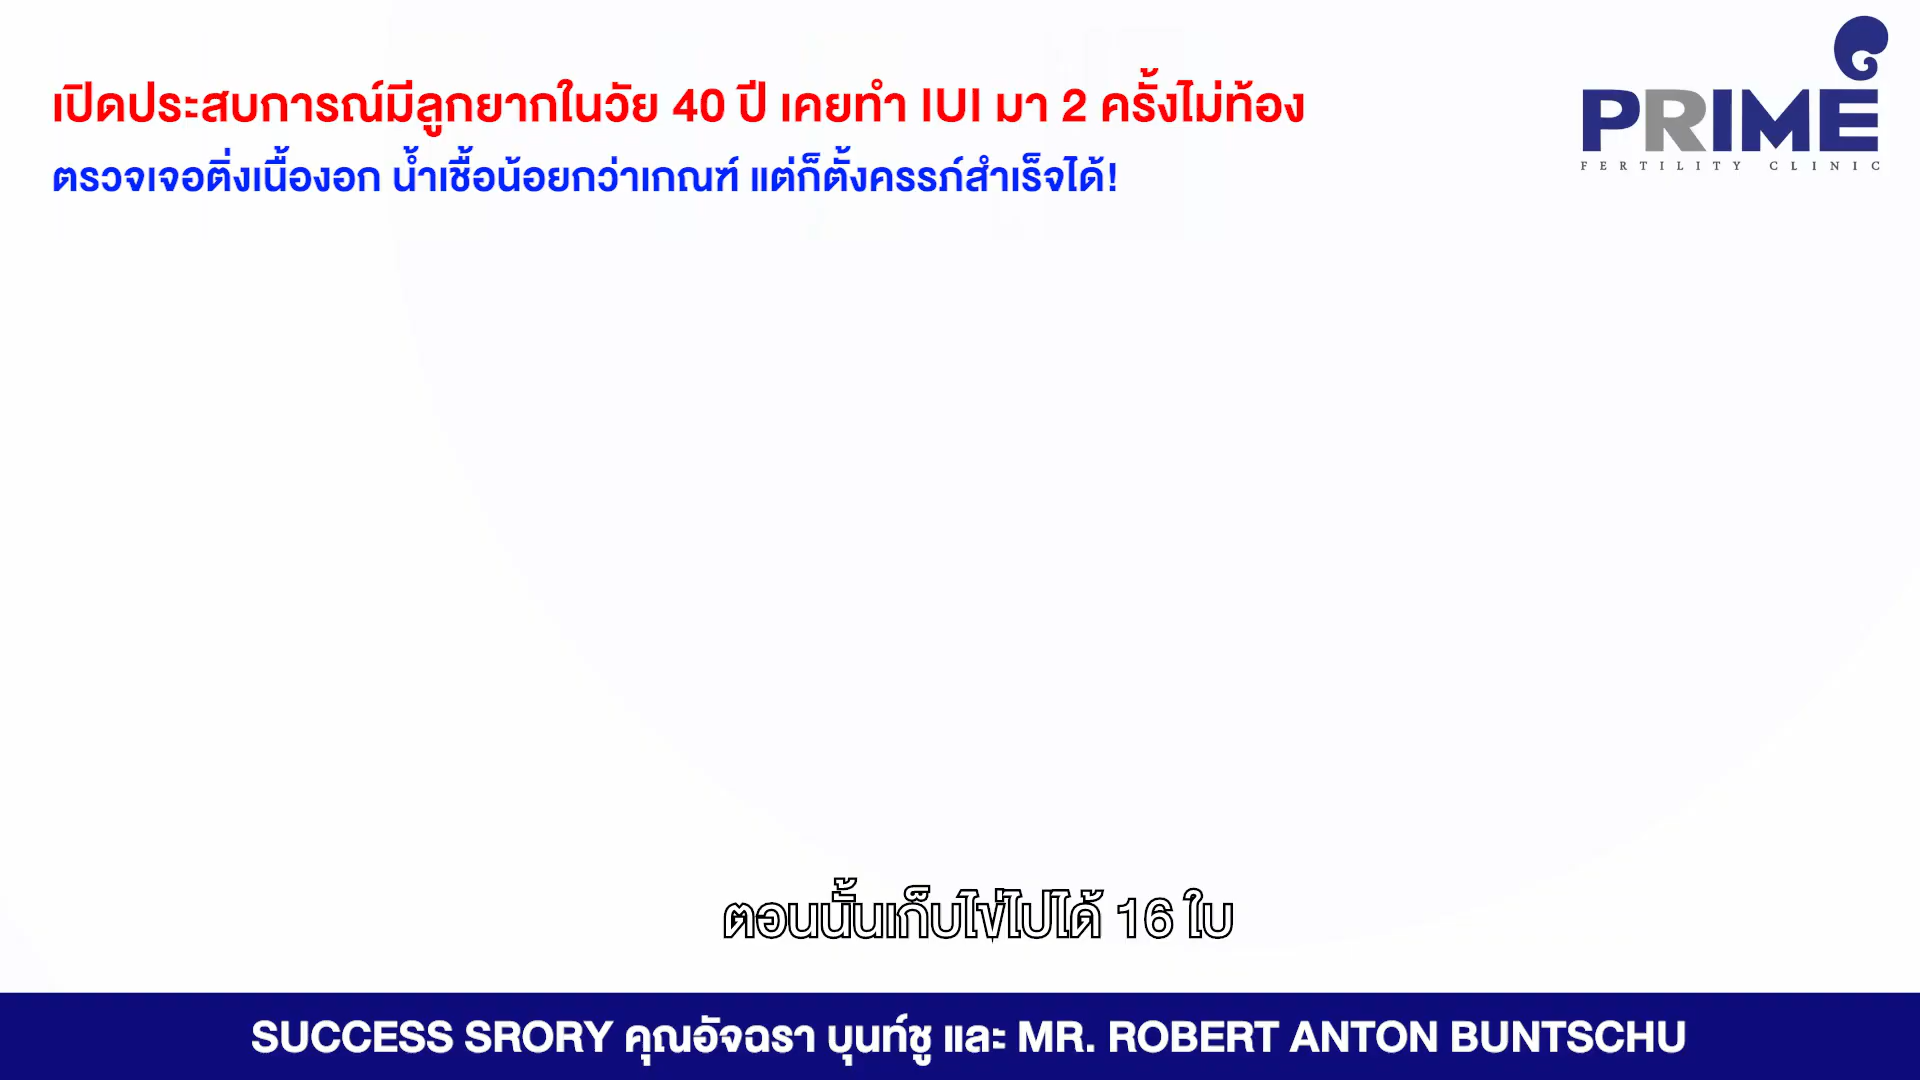 เปิดประสบการณ์มีลูกยากในวัย 40 ปี เคยทำ IUI มา 2 ครั้งไม่ท้อง
ตรวจเจอติ่งเนื้องอก น้ำเชื้อน้อยกว่าเกณฑ์ แต่ก็ตั้งครรภ์สำเร็จได้!
PRIME
FERTILITY CLINIC
ตอนนั้นเก็บไข่ไปได้ 16 ใบ
SUCCESS SRORY คุณอัจฉรา บุนท์ชู และ MR. ROBERT ANTON BUNTSCHU